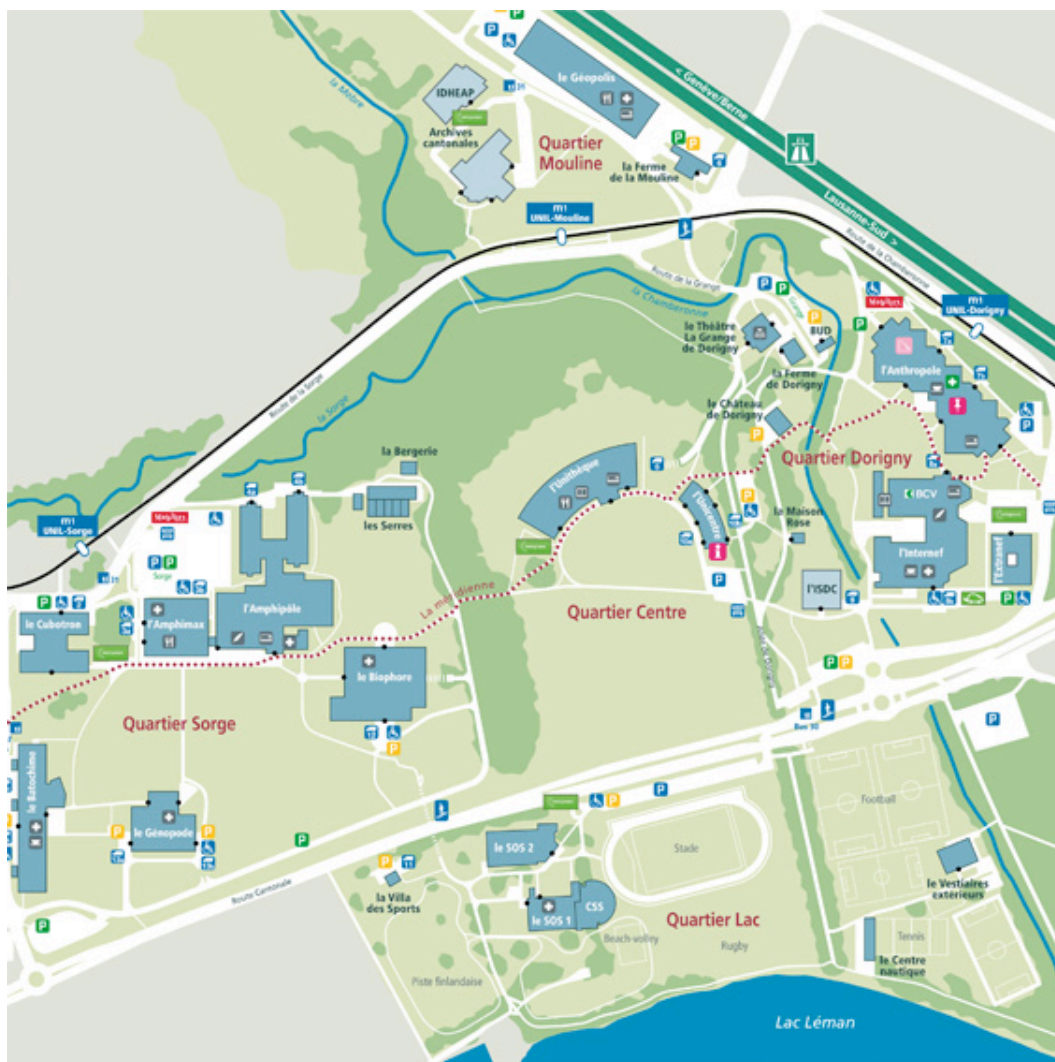 la Mèbre
IDHEAP
Archives
cantonales
le Géopolis
< Genève/Berne
Quartier
Mouline
la Ferme
de la Mouline
Lausanne-Sud >
Route de la Chamberonne
m1
UNIL-Mouline
Route de la Grange
la Chamberonne
m1
UNIL-Dorigny
le Théâtre
La Grange
de Dorigny
Grange
BUD
la Ferme
de Dorigny
l'Anthropole
le Château
de Dorigny
Route de la Sorge
la Sorge
la Bergerie
les Serres
l'Unithèque
Quartier Dorigny
l'Unicentre
la Maison
Rose
BCV
l'Internef
l'Extranef
l'ISDC
m1
UNIL-Sorge
Sorge
le Cubotron
l'Amphimax
l'Amphipôle
La méridienne
Quartier Centre
le Biophore
Quartier Sorge
le Batochime
le Génopode
Route Cantonale
le SOS 2
la Villa
des Sports
le SOS 1
CSS
Stade
Football
le Vestiaires
extérieurs
Quartier Lac
Beach-volley
Rugby
Tennis
le Centre
nautique
Piste finlandaise
Lac Léman